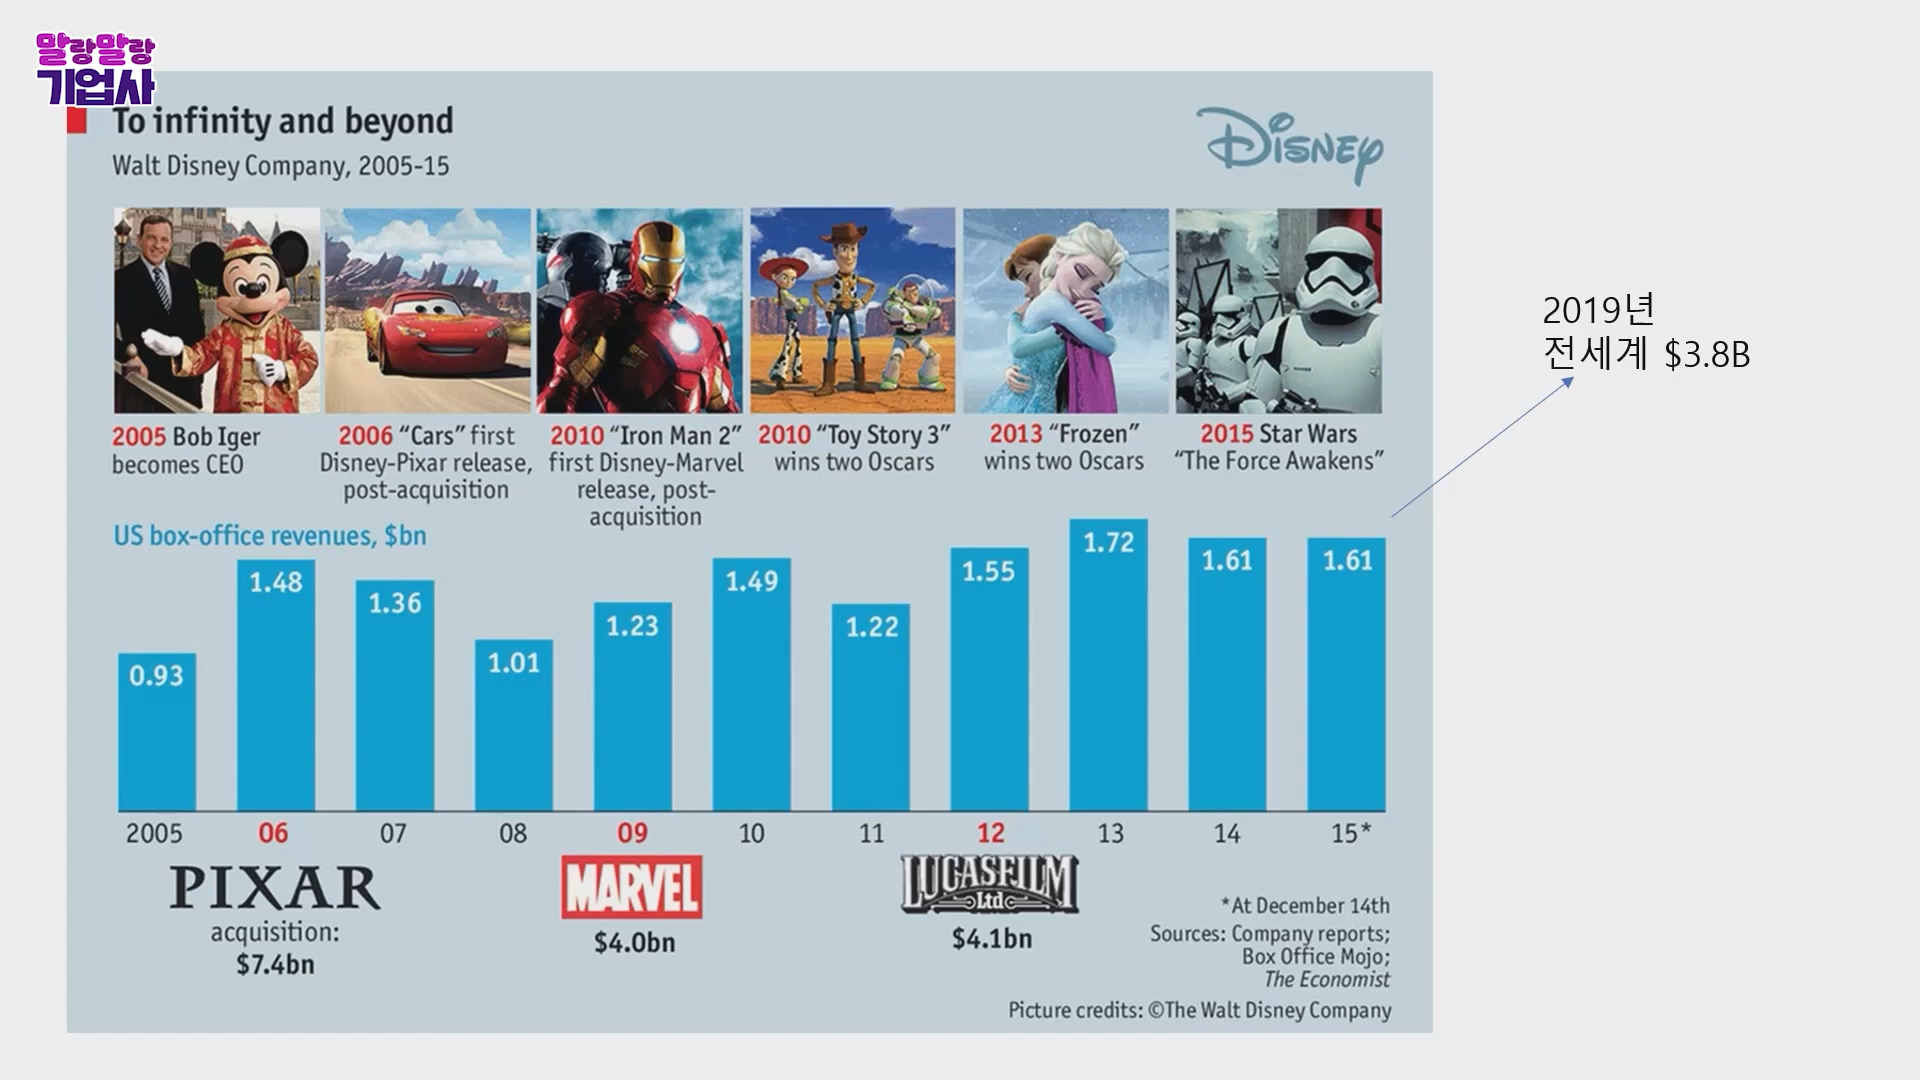 말랑말랑
기업사
To infinity and beyond
Walt Disney Company, 2005-15
Disney
2005 Bob Iger
becomes CEO
2006 “Cars” first
Disney-Pixar release,
post-acquisition
2010 “Iron Man 2”
first Disney-Marvel
release, post-
acquisition
2010 “Toy Story 3”
wins two Oscars
2013 “Frozen”
wins two Oscars
2015 Star Wars
“The Force Awakens”
2019년
전세계 $3.8B
US box-office revenues, $bn
0.93
1.48
1.36
1.01
1.23
1.49
1.22
1.55
1.72
1.61
1.61
2005 06 07 08 09 10 11 12 13 14 15*
PIXAR
acquisition:
$7.4bn
MARVEL
$4.0bn
LUCASFILM
Ltd
$4.1bn
*At December 14th
Sources: Company reports;
Box Office Mojo;
The Economist
Picture credits: ©The Walt Disney Company